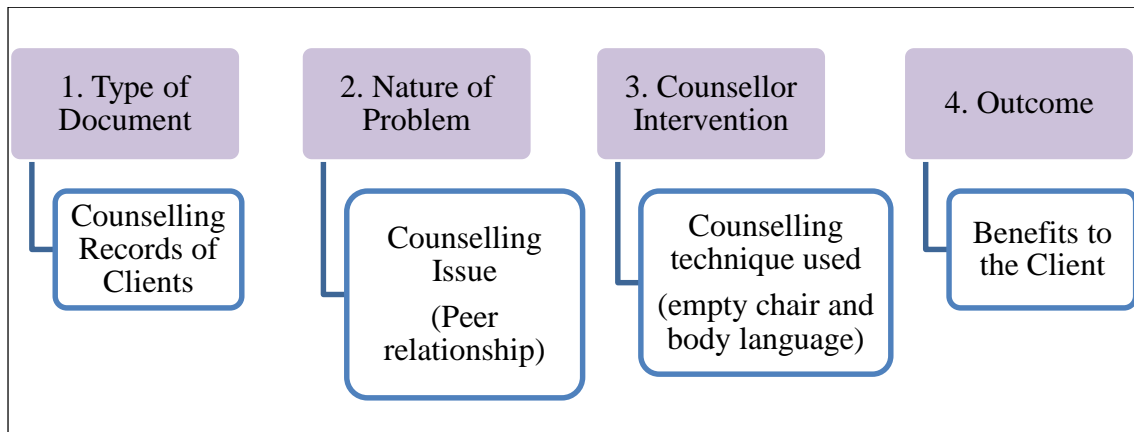 1. Type of
Document
Counselling
Records of
Clients
2. Nature of
Problem
Counselling
Issue
(Peer
relationship)
3. Counsellor
Intervention
Counselling
technique used
(empty chair and
body language)
4. Outcome
Benefits to
the Client